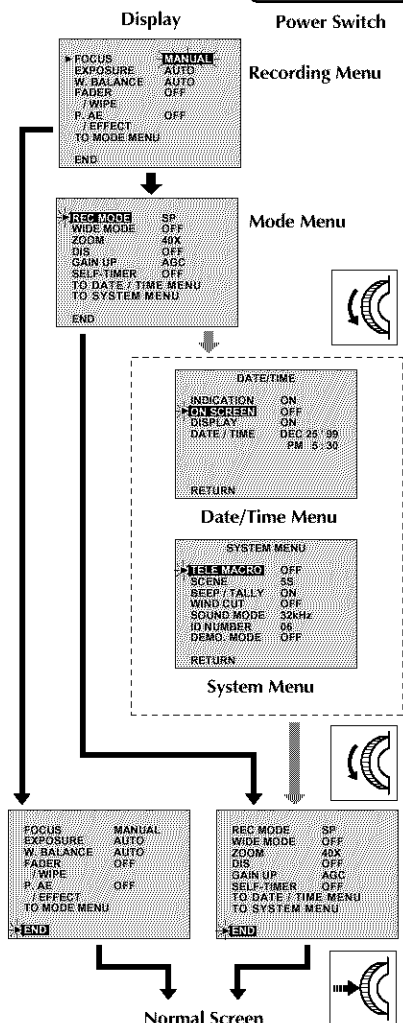 Display Power Switch
FOCUS MANUAL
EXPOSURE AUTO
W. BALANCE AUTO
FADER OFF
/ WIPE
P. AE OFF
/ EFFECT
TO MODE MENU
END
Recording Menu
REC MODE SP
WIDE MODE OFF
ZOOM 40X
DIS OFF
GAIN UP AGC
SELF-TIMER OFF
TO DATE / TIME MENU
TO SYSTEM MENU
END
Mode Menu
DATE/TIME
INDICATION ON
ON SCREEN OFF
DISPLAY ON
DATE / TIME DEC 25 ' 99
PM 5 : 30
RETURN
Date/Time Menu
SYSTEM MENU
TELE MACRO OFF
SCENE 5S
BEEP / TALLY ON
WIND CUT OFF
SOUND MODE 32kHz
ID NUMBER 06
DEMO. MODE OFF
RETURN
System Menu
FOCUS MANUAL
EXPOSURE AUTO
W. BALANCE AUTO
FADER OFF
/ WIPE
P. AE OFF
/ EFFECT
TO MODE MENU
END
REC MODE SP
WIDE MODE OFF
ZOOM 40X
DIS OFF
GAIN UP AGC
SELF-TIMER OFF
TO DATE / TIME MENU
TO SYSTEM MENU
END
Normal Screen